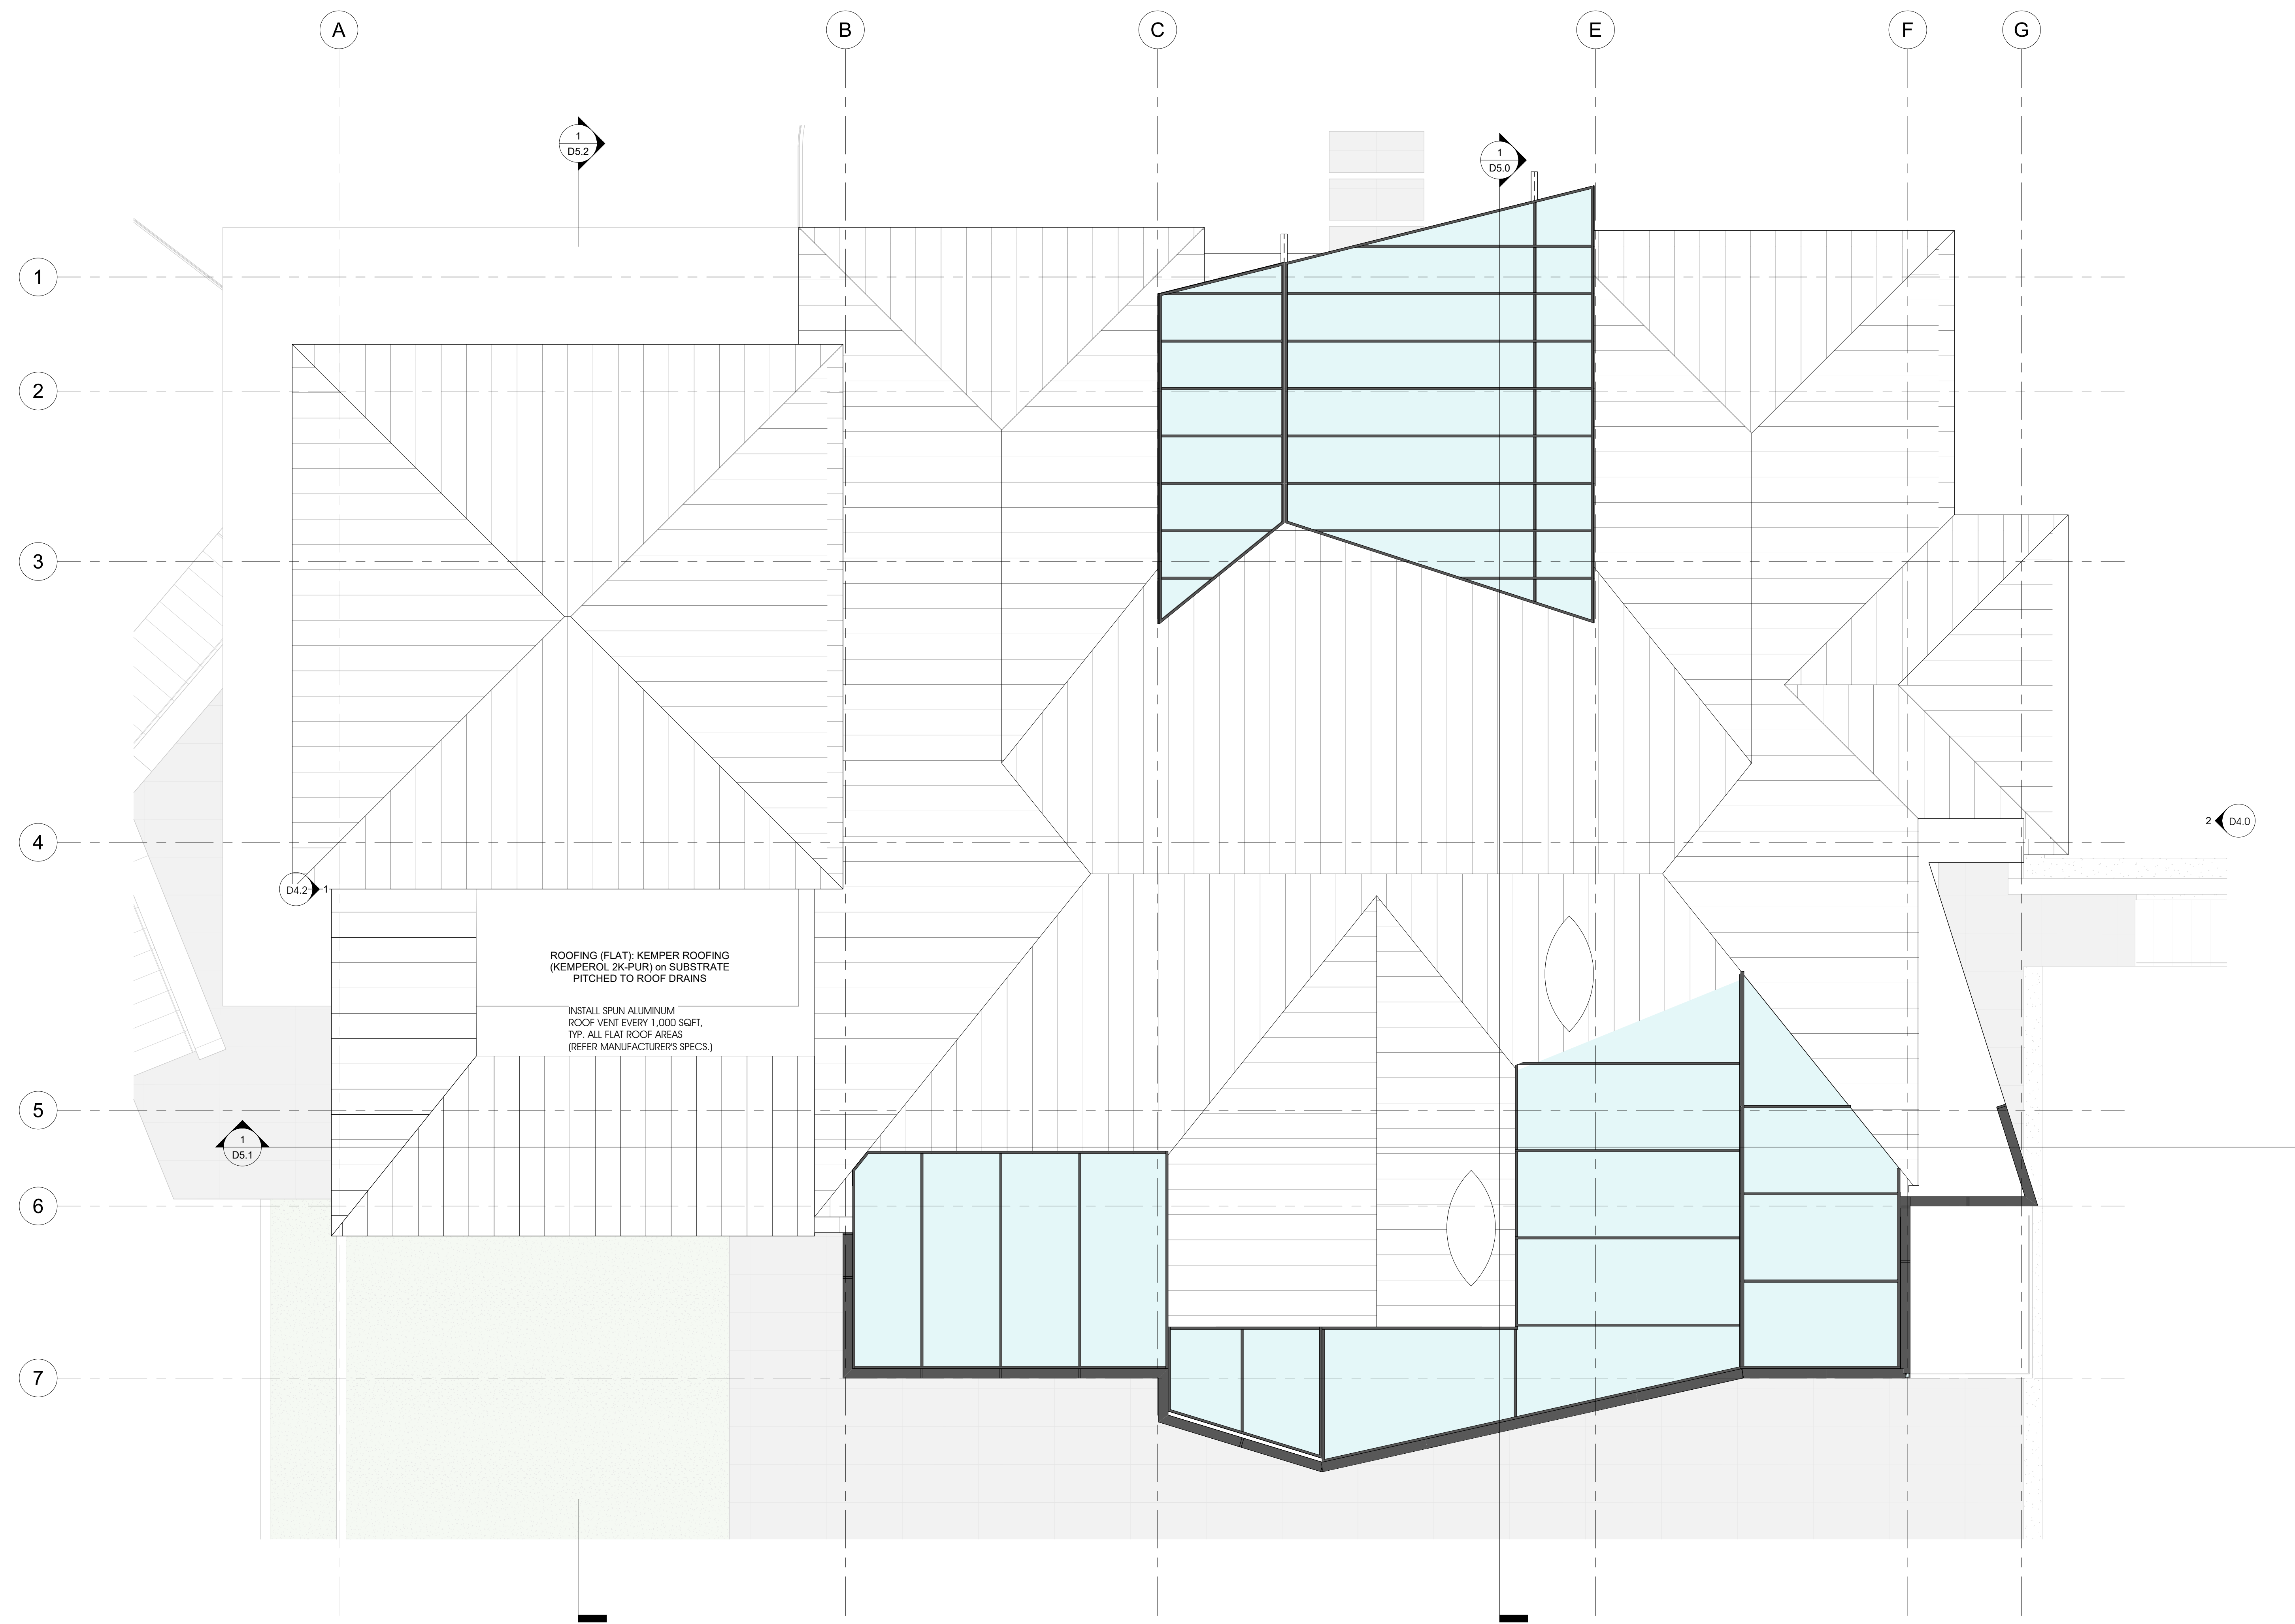 A
B
C
E
F
G
1
D5.2
1
D5.0
1
2
3
4
2
D4.0
D4.2
1
ROOFING (FLAT): KEMPER ROOFING
(KEMPEROL 2K-PUR) on SUBSTRATE
PITCHED TO ROOF DRAINS
INSTALL SPUN ALUMINUM
ROOF VENT EVERY 1,000 SQFT,
TYP. ALL FLAT ROOF AREAS
(REFER MANUFACTURER'S SPECS.)
5
1
D5.1
6
7